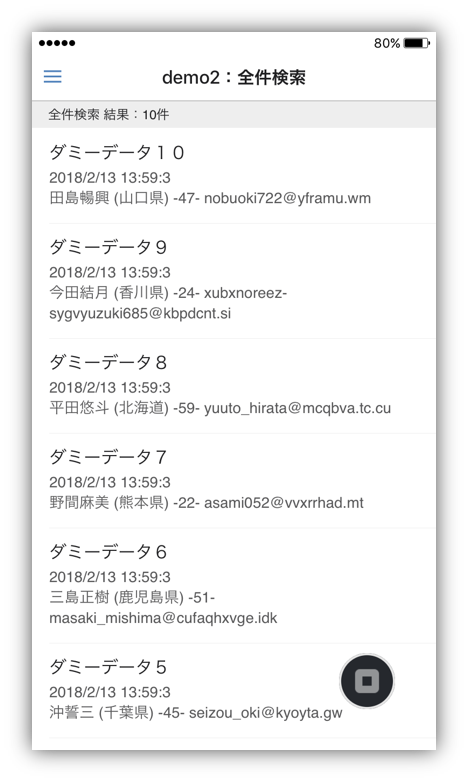 80%
demo2：全件検索
全件検索 結果：10件
ダミーデータ１０
2018/2/13 13:59:3
田島暢興 (山口県) -47- nobuoki722@yframu.wm
ダミーデータ９
2018/2/13 13:59:3
今田結月 (香川県) -24- xubxnoreez-
sygvyuzuki685@kbpdcnt.si
ダミーデータ８
2018/2/13 13:59:3
平田悠斗 (北海道) -59- yuuto_hirata@mcqbva.tc.cu
ダミーデータ７
2018/2/13 13:59:3
野間麻美 (熊本県) -22- asami052@vvxrrhad.mt
ダミーデータ６
2018/2/13 13:59:3
三島正樹 (鹿児島県) -51-
masaki_mishima@cufaqhxvge.idk
ダミーデータ５
2018/2/13 13:59:3
沖誓三 (千葉県) -45- seizou_oki@kyoyta.gw